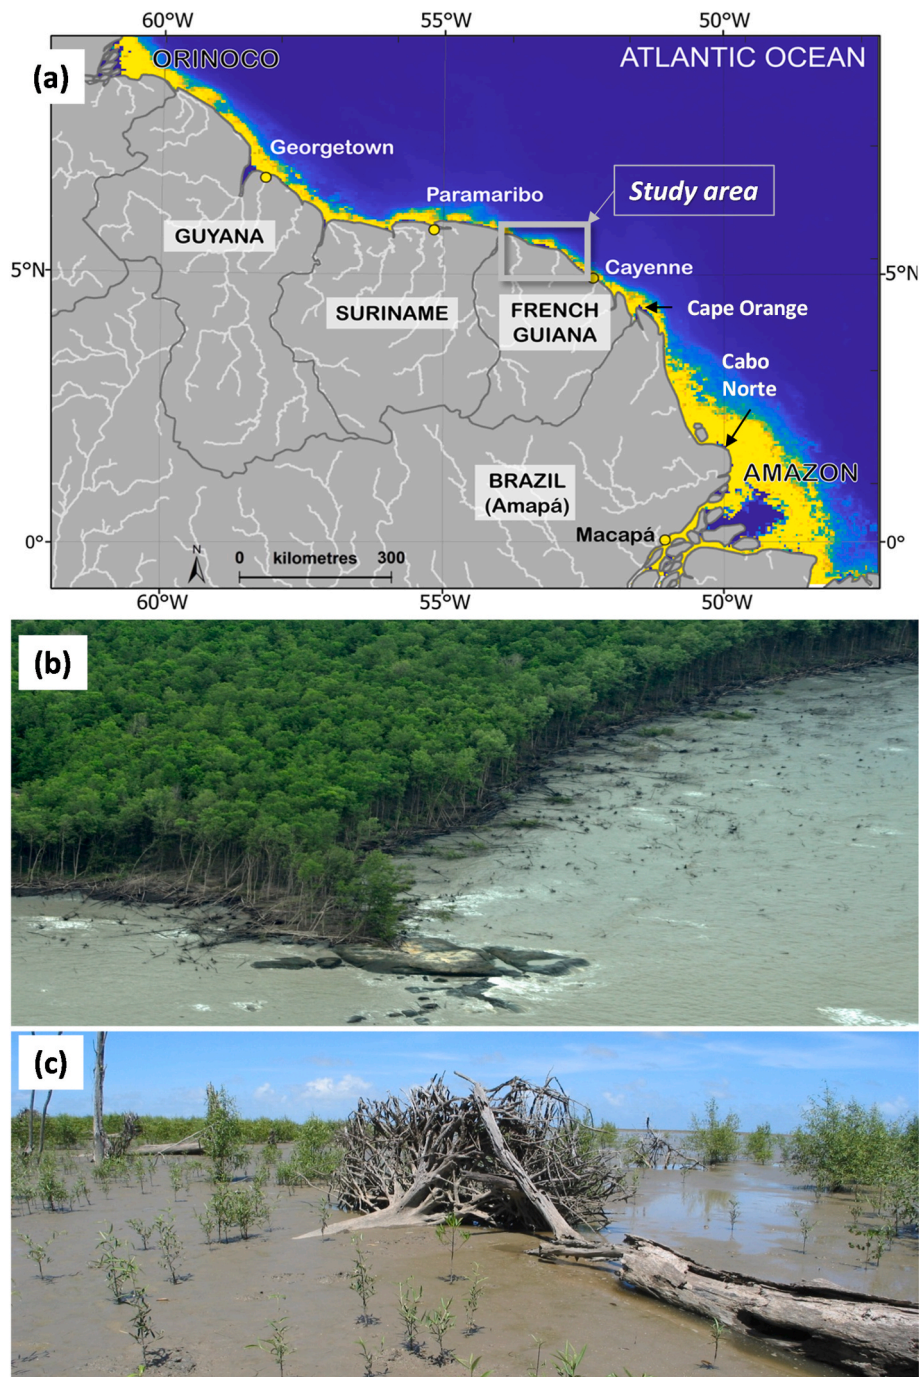 60°W 55°W 50°W
(a)
ORINOCO
ATLANTIC OCEAN
Georgetown
Paramaribo
Study area
GUYANA
5°N
Cayenne
5°N
SURINAME
FRENCH
GUIANA
Cape Orange
Cabo
Norte
BRAZIL
(Amapá)
AMAZON
Macapá
0°
N
0 kilometres 300
0°
60°W 55°W 50°W
(b)
(c)